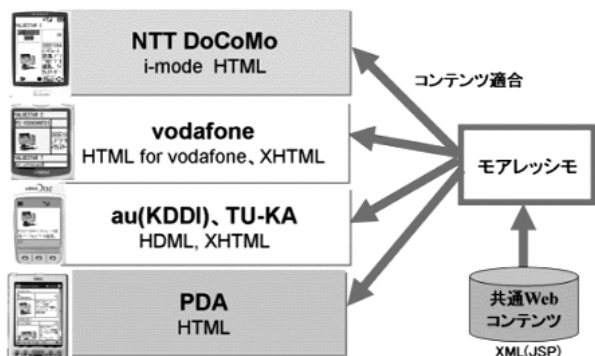 NTT DoCoMo
i-mode HTML
vodafone
HTML for vodafone、XHTML
au(KDDI)、TU-KA
HDML, XHTML
PDA
HTML
コンテンツ適合
モアレッシモ
共通Web
コンテンツ
XML(JSP)